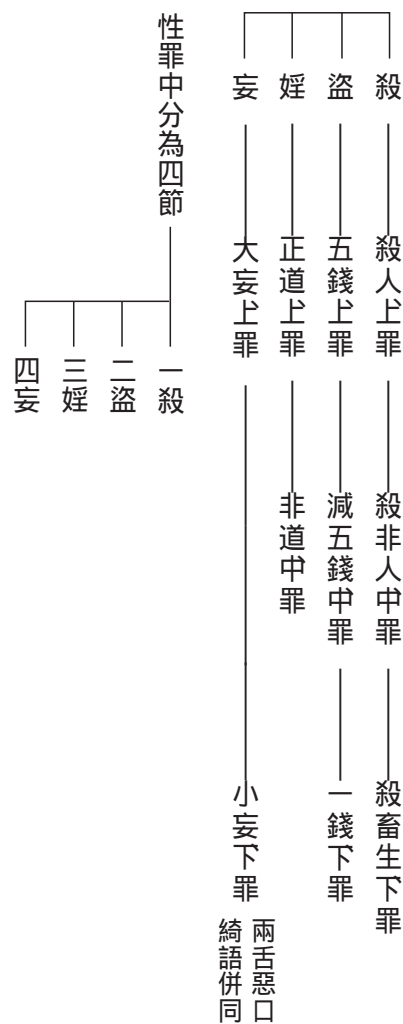 殺
殺人上罪
殺非人中罪
殺畜生下罪
盜
五錢上罪
減五錢中罪
一錢下罪
婬
正道上罪
非道中罪
妄
大妄上罪
小妄下罪
兩舌惡口
綺語併同
性罪中分為四節
一殺
二盜
三婬
四妄